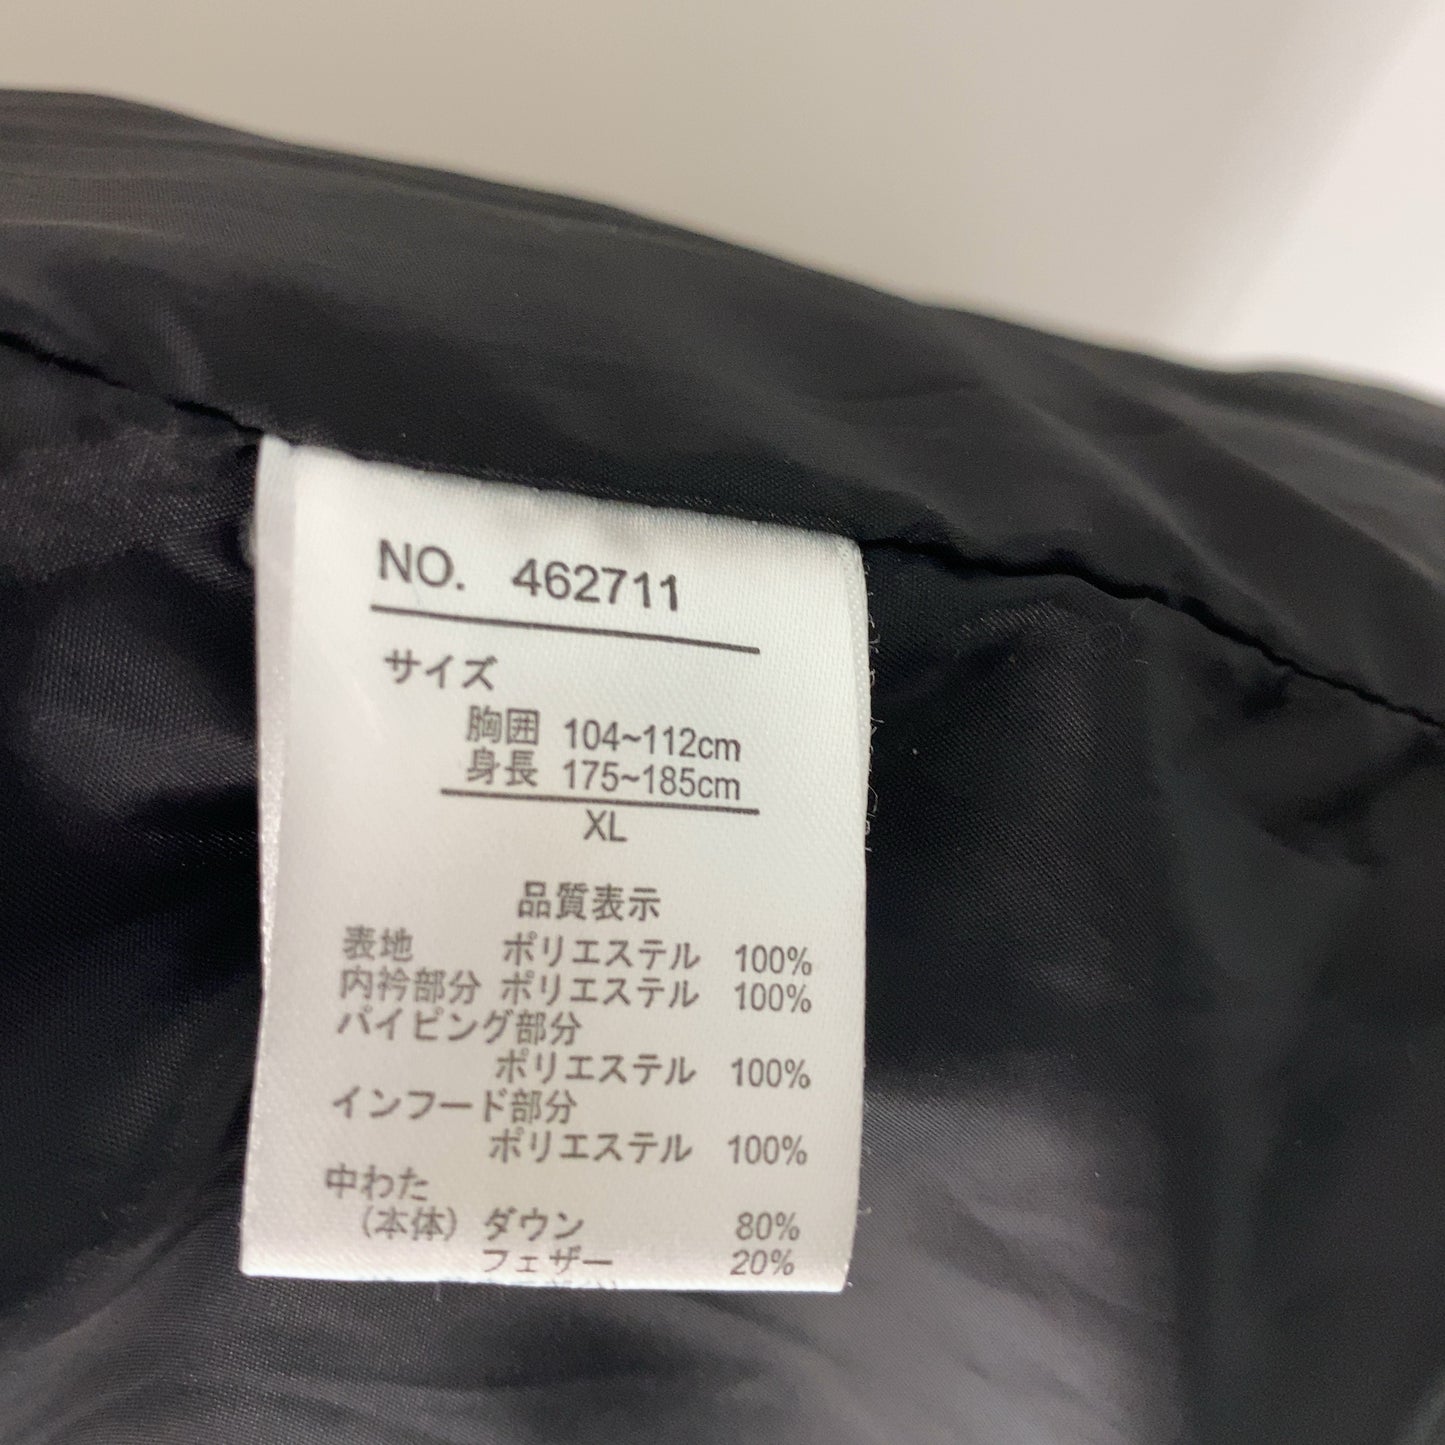 NO. 462711
サイズ
胸囲 104~112cm
身長 175~185cm
XL
品質表示
表地 ポリエステル 100%
内衿部分 ポリエステル 100%
パイピング部分
ポリエステル 100%
インフード部分
ポリエステル 100%
中わた
(本体) ダウン 80%
フェザー 20%